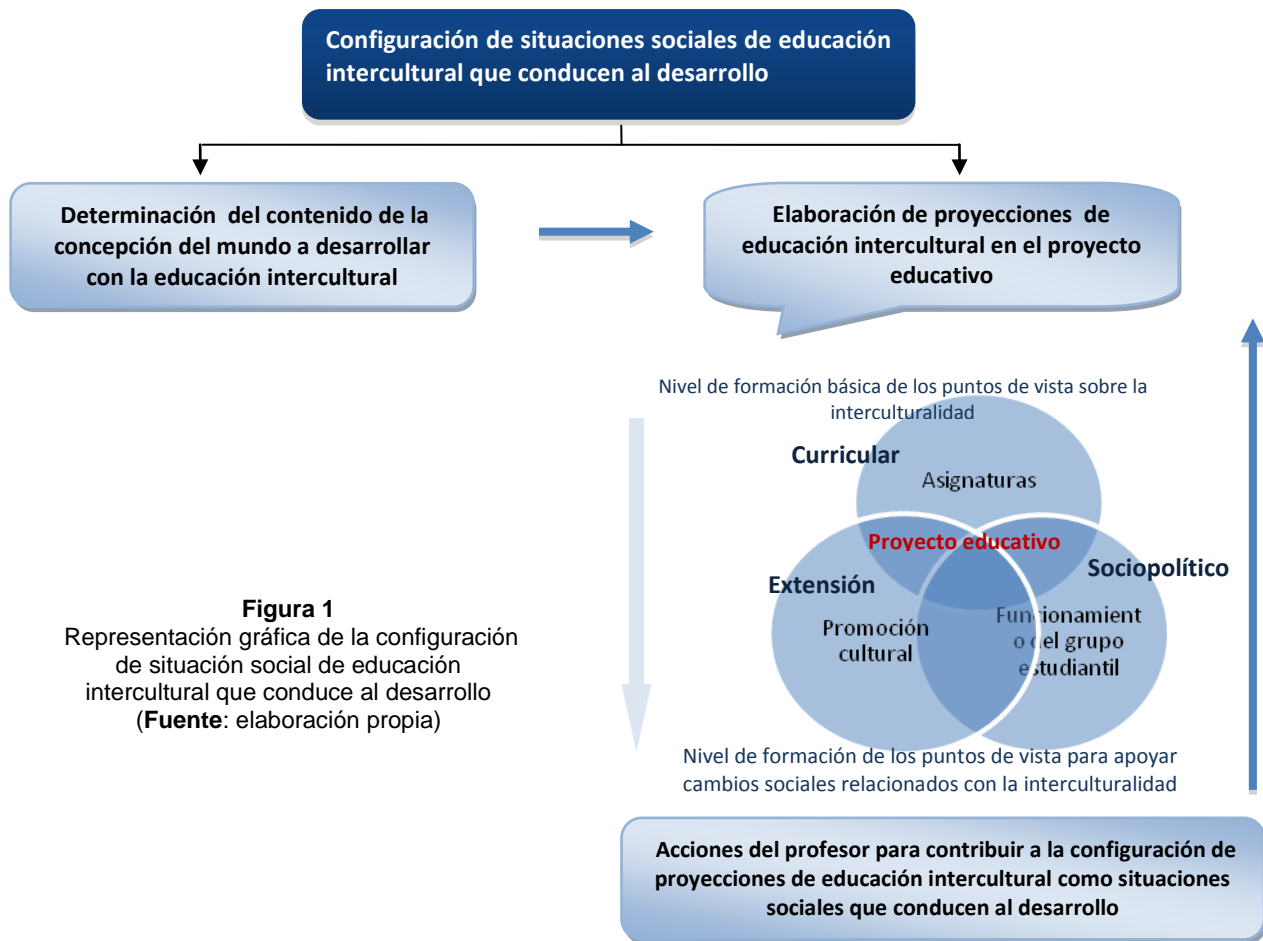 Configuración de situaciones sociales de educación
intercultural que conducen al desarrollo
Determinación del contenido de la
concepción del mundo a desarrollar
con la educación intercultural
Elaboración de proyecciones de
educación intercultural en el proyecto
educativo
Nivel de formación básica de los puntos de vista sobre la
interculturalidad
Curricular
Asignaturas
Proyecto educativo
Extensión
Sociopolítico
Promoción
cultural
Funcionamient
o del grupo
estudiantil
Figura 1
Representación gráfica de la configuración
de situación social de educación
intercultural que conduce al desarrollo
(Fuente: elaboración propia)
Nivel de formación de los puntos de vista para apoyar
cambios sociales relacionados con la interculturalidad
Acciones del profesor para contribuir a la configuración de
proyecciones de educación intercultural como situaciones
sociales que conducen al desarrollo